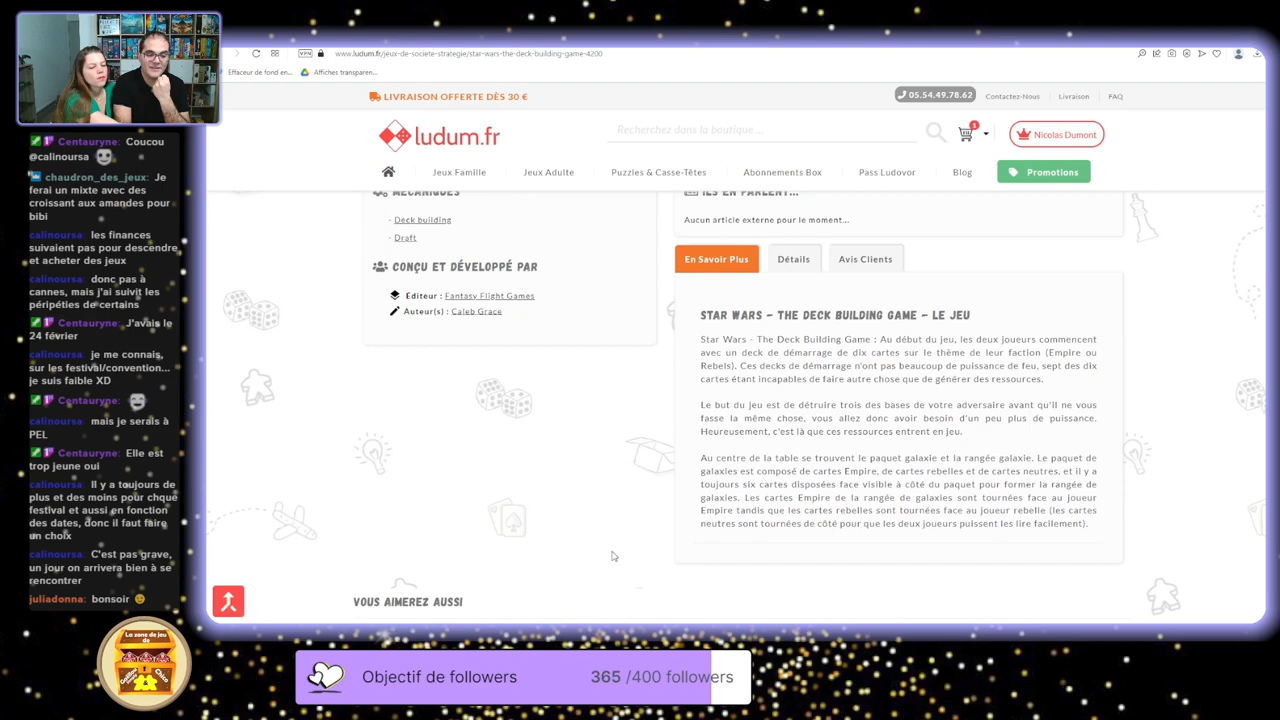 www.ludum.fr/jeux-de-societe-strategie/star-wars-the-deck-building-game-4200
VPN
Effaceur de fond en...
Affiches transparen...
LIVRAISON OFFERTE DÈS 30 €
05.54.49.78.62
Contactez-Nous
Livraison
FAQ
ludum.fr
Recherchez dans la boutique ...
1
Nicolas Dumont
Jeux Famille
Jeux Adulte
Puzzles & Casse-Têtes
Abonnements Box
Pass Ludovor
Blog
Promotions
MÉCANIQUES
- Deck building
- Draft
CONÇU ET DÉVELOPPÉ PAR
Éditeur : Fantasy Flight Games
Auteur(s) : Caleb Grace
ILS EN PARLENT...
Aucun article externe pour le moment...
En Savoir Plus
Détails
Avis Clients
STAR WARS – THE DECK BUILDING GAME – LE JEU
Star Wars - The Deck Building Game : Au début du jeu, les deux joueurs commencent
avec un deck de démarrage de dix cartes sur le thème de leur faction (Empire ou
Rebels). Ces decks de démarrage n'ont pas beaucoup de puissance de feu, sept des dix
cartes étant incapables de faire autre chose que de générer des ressources.
Le but du jeu est de détruire trois des bases de votre adversaire avant qu'il ne vous
fasse la même chose, vous allez donc avoir besoin d'un peu plus de puissance.
Heureusement, c'est là que ces ressources entrent en jeu.
Au centre de la table se trouvent le paquet galaxie et la rangée galaxie. Le paquet de
galaxies est composé de cartes Empire, de cartes rebelles et de cartes neutres, et il y a
toujours six cartes disposées face visible à côté du paquet pour former la rangée de
galaxies. Les cartes Empire de la rangée de galaxies sont tournées face au joueur
Empire tandis que les cartes rebelles sont tournées face au joueur rebelle (les cartes
neutres sont tournées de côté pour que les deux joueurs puissent les lire facilement).
VOUS AIMEREZ AUSSI
Centauryne: Coucou
@calinoursa
chaudron_des_jeux: Je
ferai un mixte avec des
croissant aux amandes pour
bibi
calinoursa: les finances
suivaient pas pour descendre
et acheter des jeux
calinoursa: donc pas à
cannes, mais j'ai suivit les
péripéties de certains
Centauryne: J'avais le
24 février
calinoursa: je me connais,
sur les festival/convention...
je suis faible XD
Centauryne:
calinoursa: mais je serais à
PEL
Centauryne: Elle est
trop jeune oui
calinoursa: Il y a toujours de
plus et des moins pour chque
festival et aussi en fonction
des dates, donc il faut faire
un choix
calinoursa: C'est pas grave,
un jour on arrivera bien à se
rencontrer
juliadonna: bonsoir
La zone de jeu
de
Chico
Objectif de followers
365 /400 followers